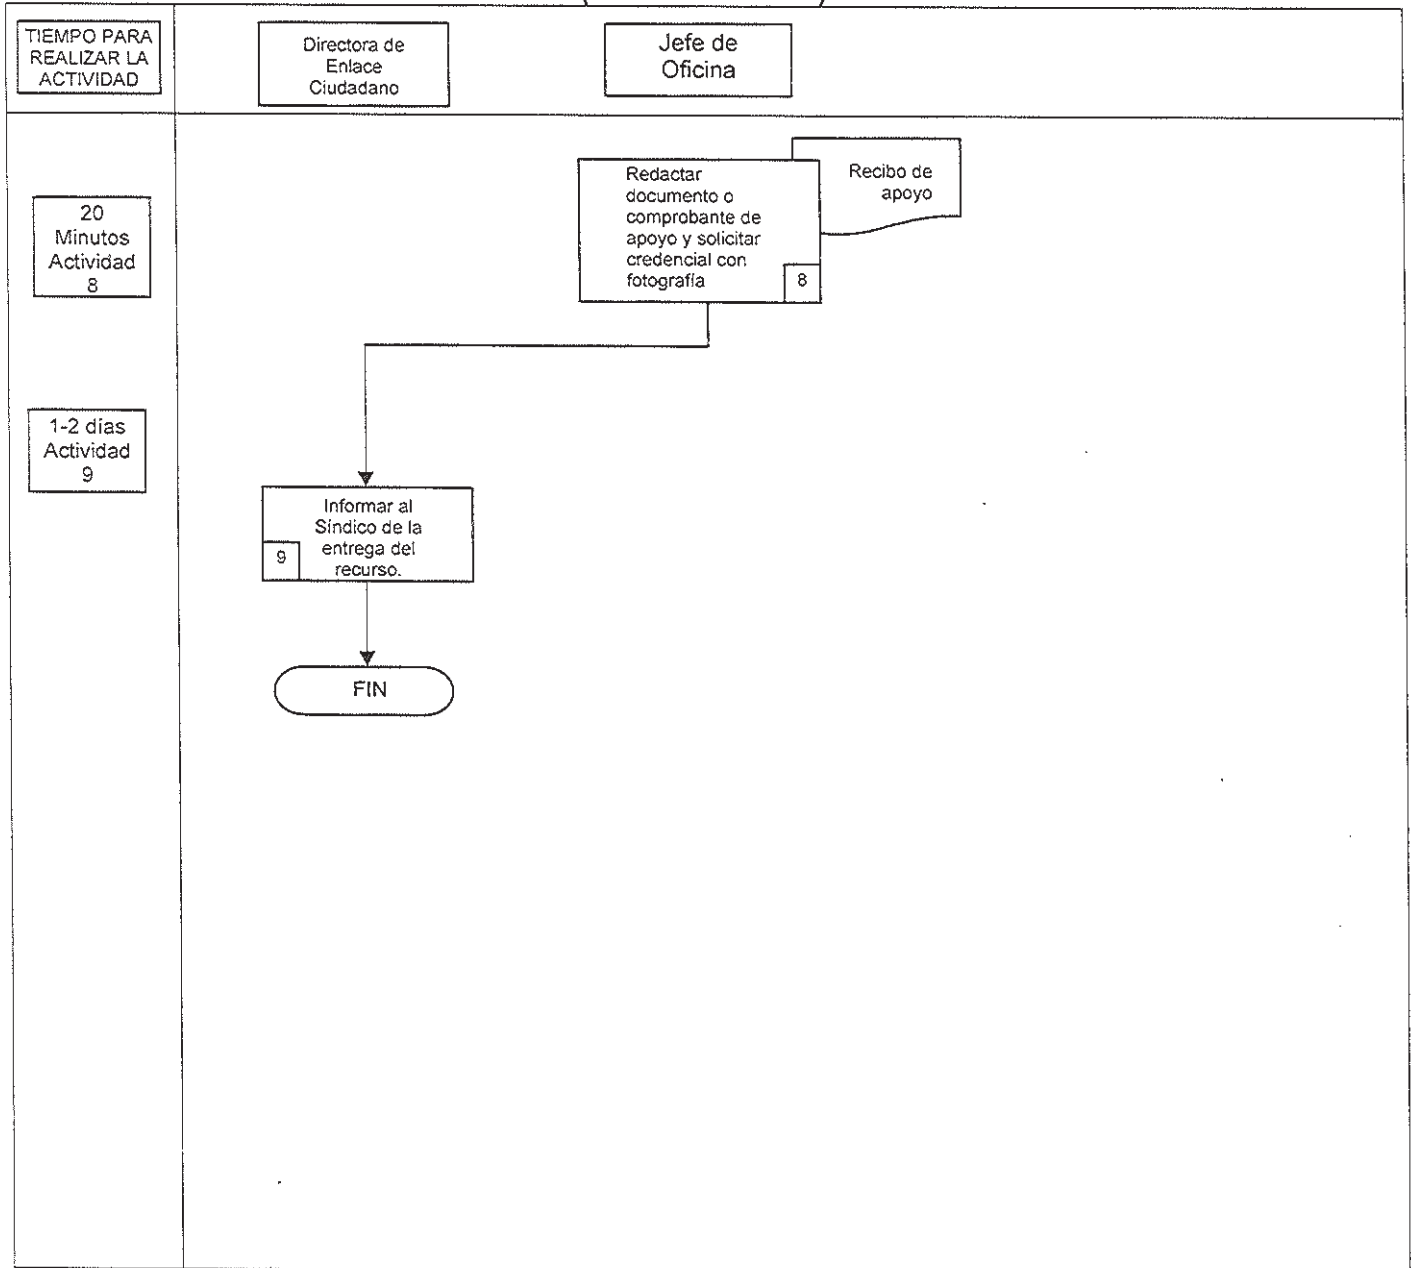 TIEMPO PARA
REALIZAR LA
ACTIVIDAD
Directora de
Enlace
Ciudadano
Jefe de
Oficina
20
Minutos
Actividad
8
Redactar
documento o
comprobante de
apoyo y solicitar
credencial con
fotografía
8
Recibo de
apoyo
1-2 días
Actividad
9
Informar al
Síndico de la
entrega del
recurso.
9
FIN